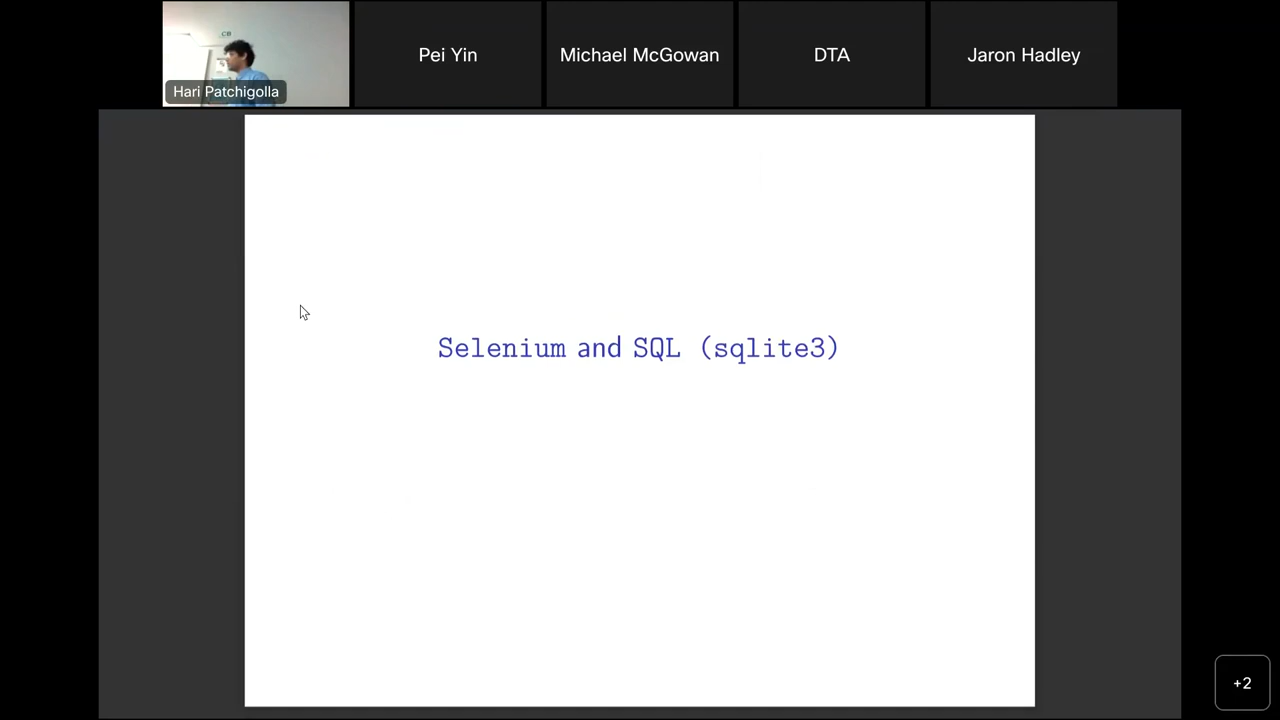 Hari Patchigolla
Pei Yin
Michael McGowan
DTA
Jaron Hadley
Selenium and SQL (sqlite3)
+2